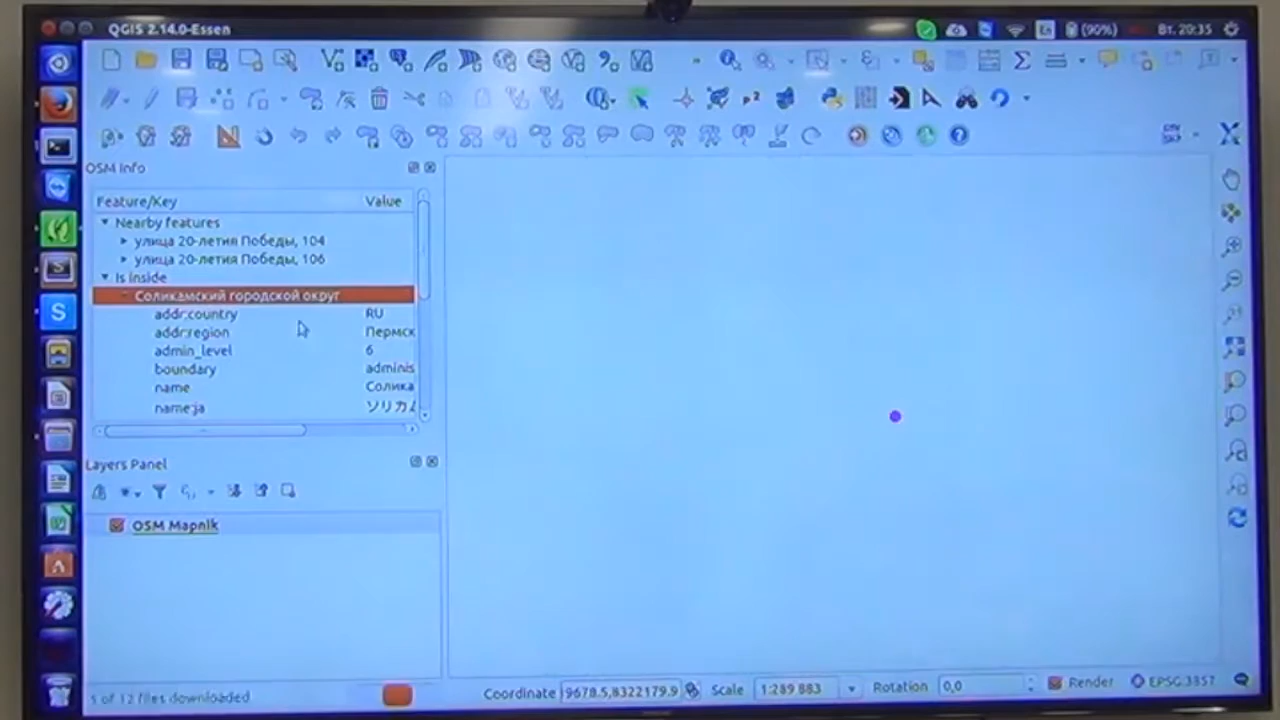 QGIS 2.14.0-Essen
(90%)
Вт. 20:35
OSM Info
Feature/Key Value
Nearby features
улица 20-летия Победы, 104
улица 20-летия Победы, 106
Is inside
Соликамский городской округ
addr:country RU
addr:region Пермск
admin_level 6
boundary adminis
name Солика
name:ja ソリカム
Layers Panel
OSM Mapnik
5 of 12 files downloaded
Coordinate 9678.5,8322179.9 Scale 1:289 883 Rotation 0,0 Render EPSG:3857